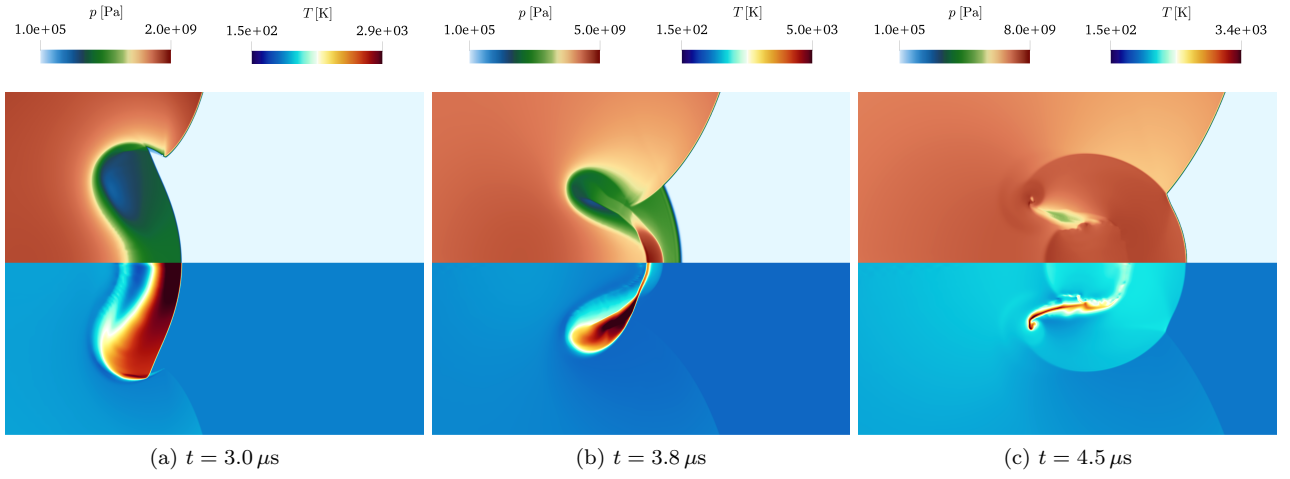 p [Pa] T [K] p [Pa] T [K] p [Pa] T [K]
1.0e+05 2.0e+09 1.5e+02 2.9e+03 1.0e+05 5.0e+09 1.5e+02 5.0e+03 1.0e+05 8.0e+09 1.5e+02 3.4e+03
(a) t = 3.0 μs (b) t = 3.8 μs (c) t = 4.5 μs